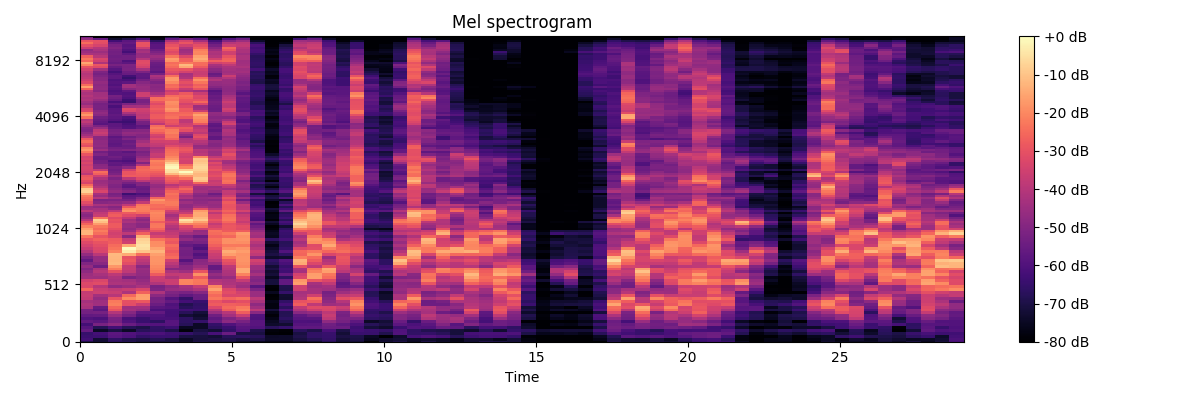 Mel spectrogram
8192
4096
2048
1024
512
0
Hz
0 5 10 15 20 25
Time
+0 dB
-10 dB
-20 dB
-30 dB
-40 dB
-50 dB
-60 dB
-70 dB
-80 dB